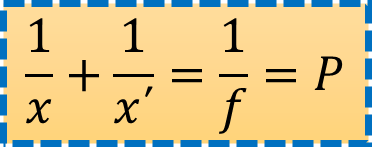 1/x + 1/x′ = 1/f = P